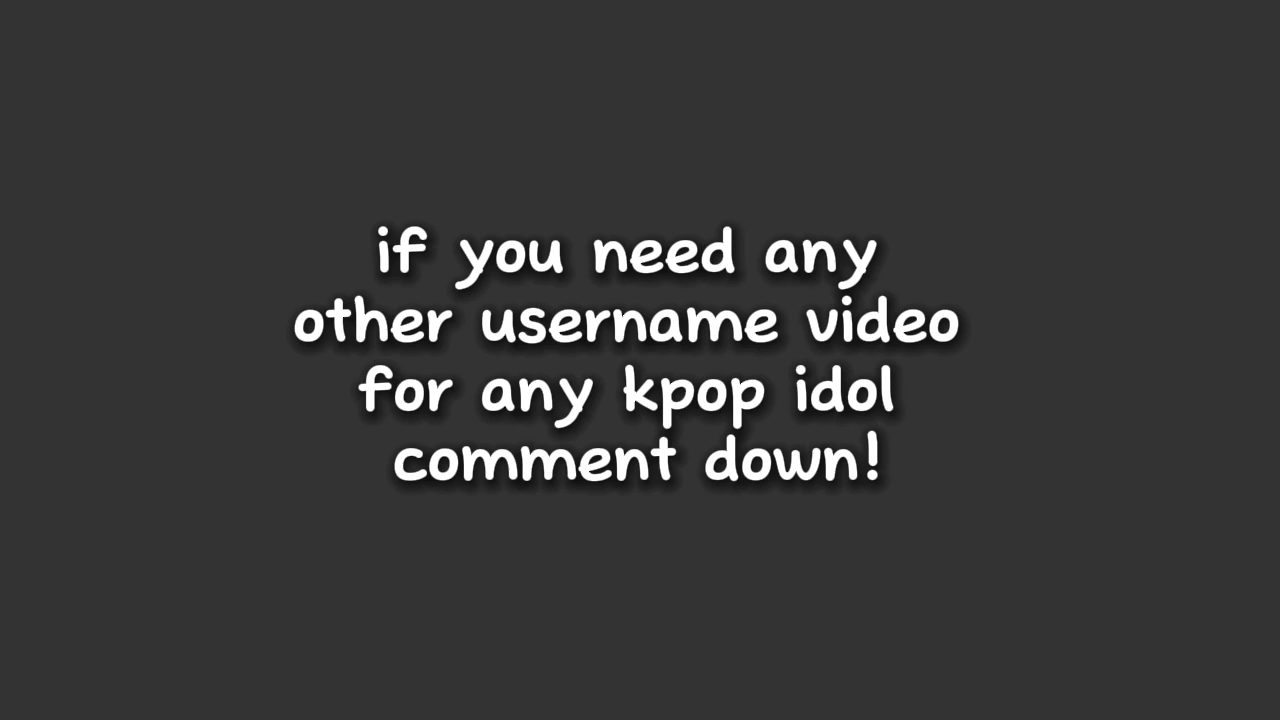 if you need any
other username video
for any kpop idol
comment down!